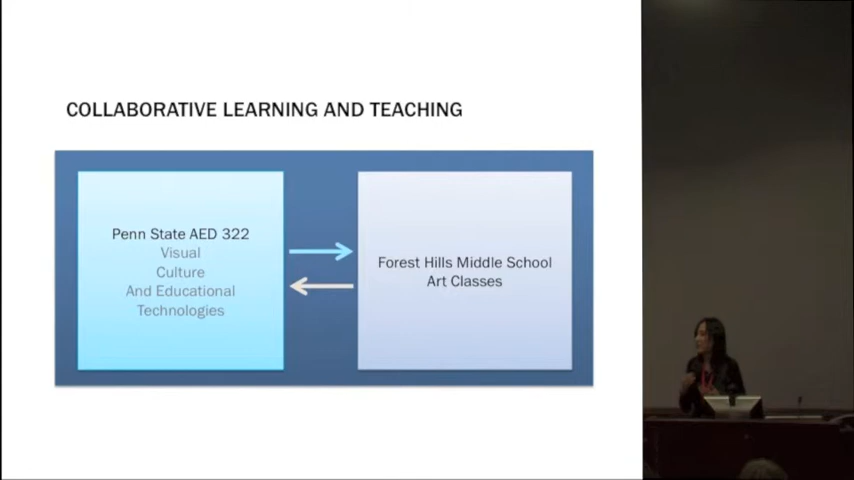 COLLABORATIVE LEARNING AND TEACHING
Penn State AED 322
Visual
Culture
And Educational
Technologies
Forest Hills Middle School
Art Classes